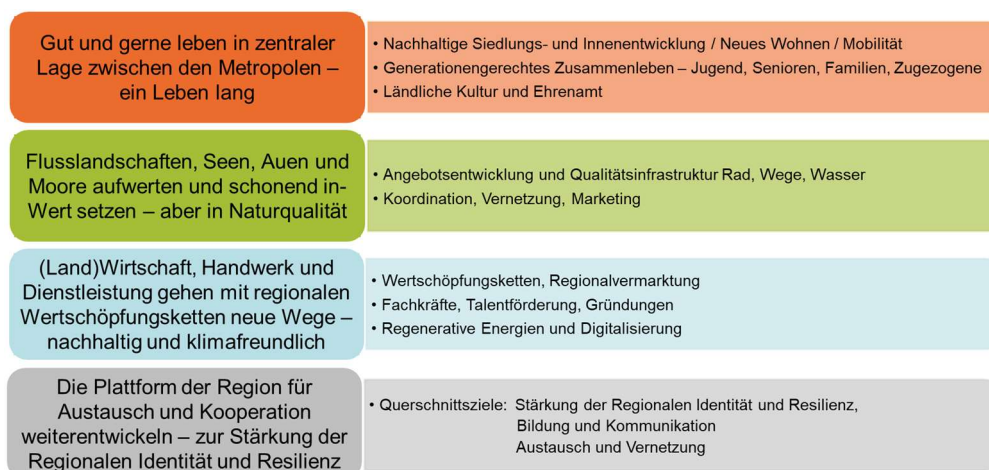 Gut und gerne leben in zentraler
Lage zwischen den Metropolen –
ein Leben lang
• Nachhaltige Siedlungs- und Innenentwicklung / Neues Wohnen / Mobilität
• Generationengerechtes Zusammenleben – Jugend, Senioren, Familien, Zugezogene
• Ländliche Kultur und Ehrenamt
Flusslandschaften, Seen, Auen und
Moore aufwerten und schonend in-
Wert setzen – aber in Naturqualität
• Angebotsentwicklung und Qualitätsinfrastruktur Rad, Wege, Wasser
• Koordination, Vernetzung, Marketing
(Land)Wirtschaft, Handwerk und
Dienstleistung gehen mit regionalen
Wertschöpfungsketten neue Wege –
nachhaltig und klimafreundlich
• Wertschöpfungsketten, Regionalvermarktung
• Fachkräfte, Talentförderung, Gründungen
• Regenerative Energien und Digitalisierung
Die Plattform der Region für
Austausch und Kooperation
weiterentwickeln – zur Stärkung der
Regionalen Identität und Resilienz
• Querschnittsziele: Stärkung der Regionalen Identität und Resilienz,
Bildung und Kommunikation
Austausch und Vernetzung